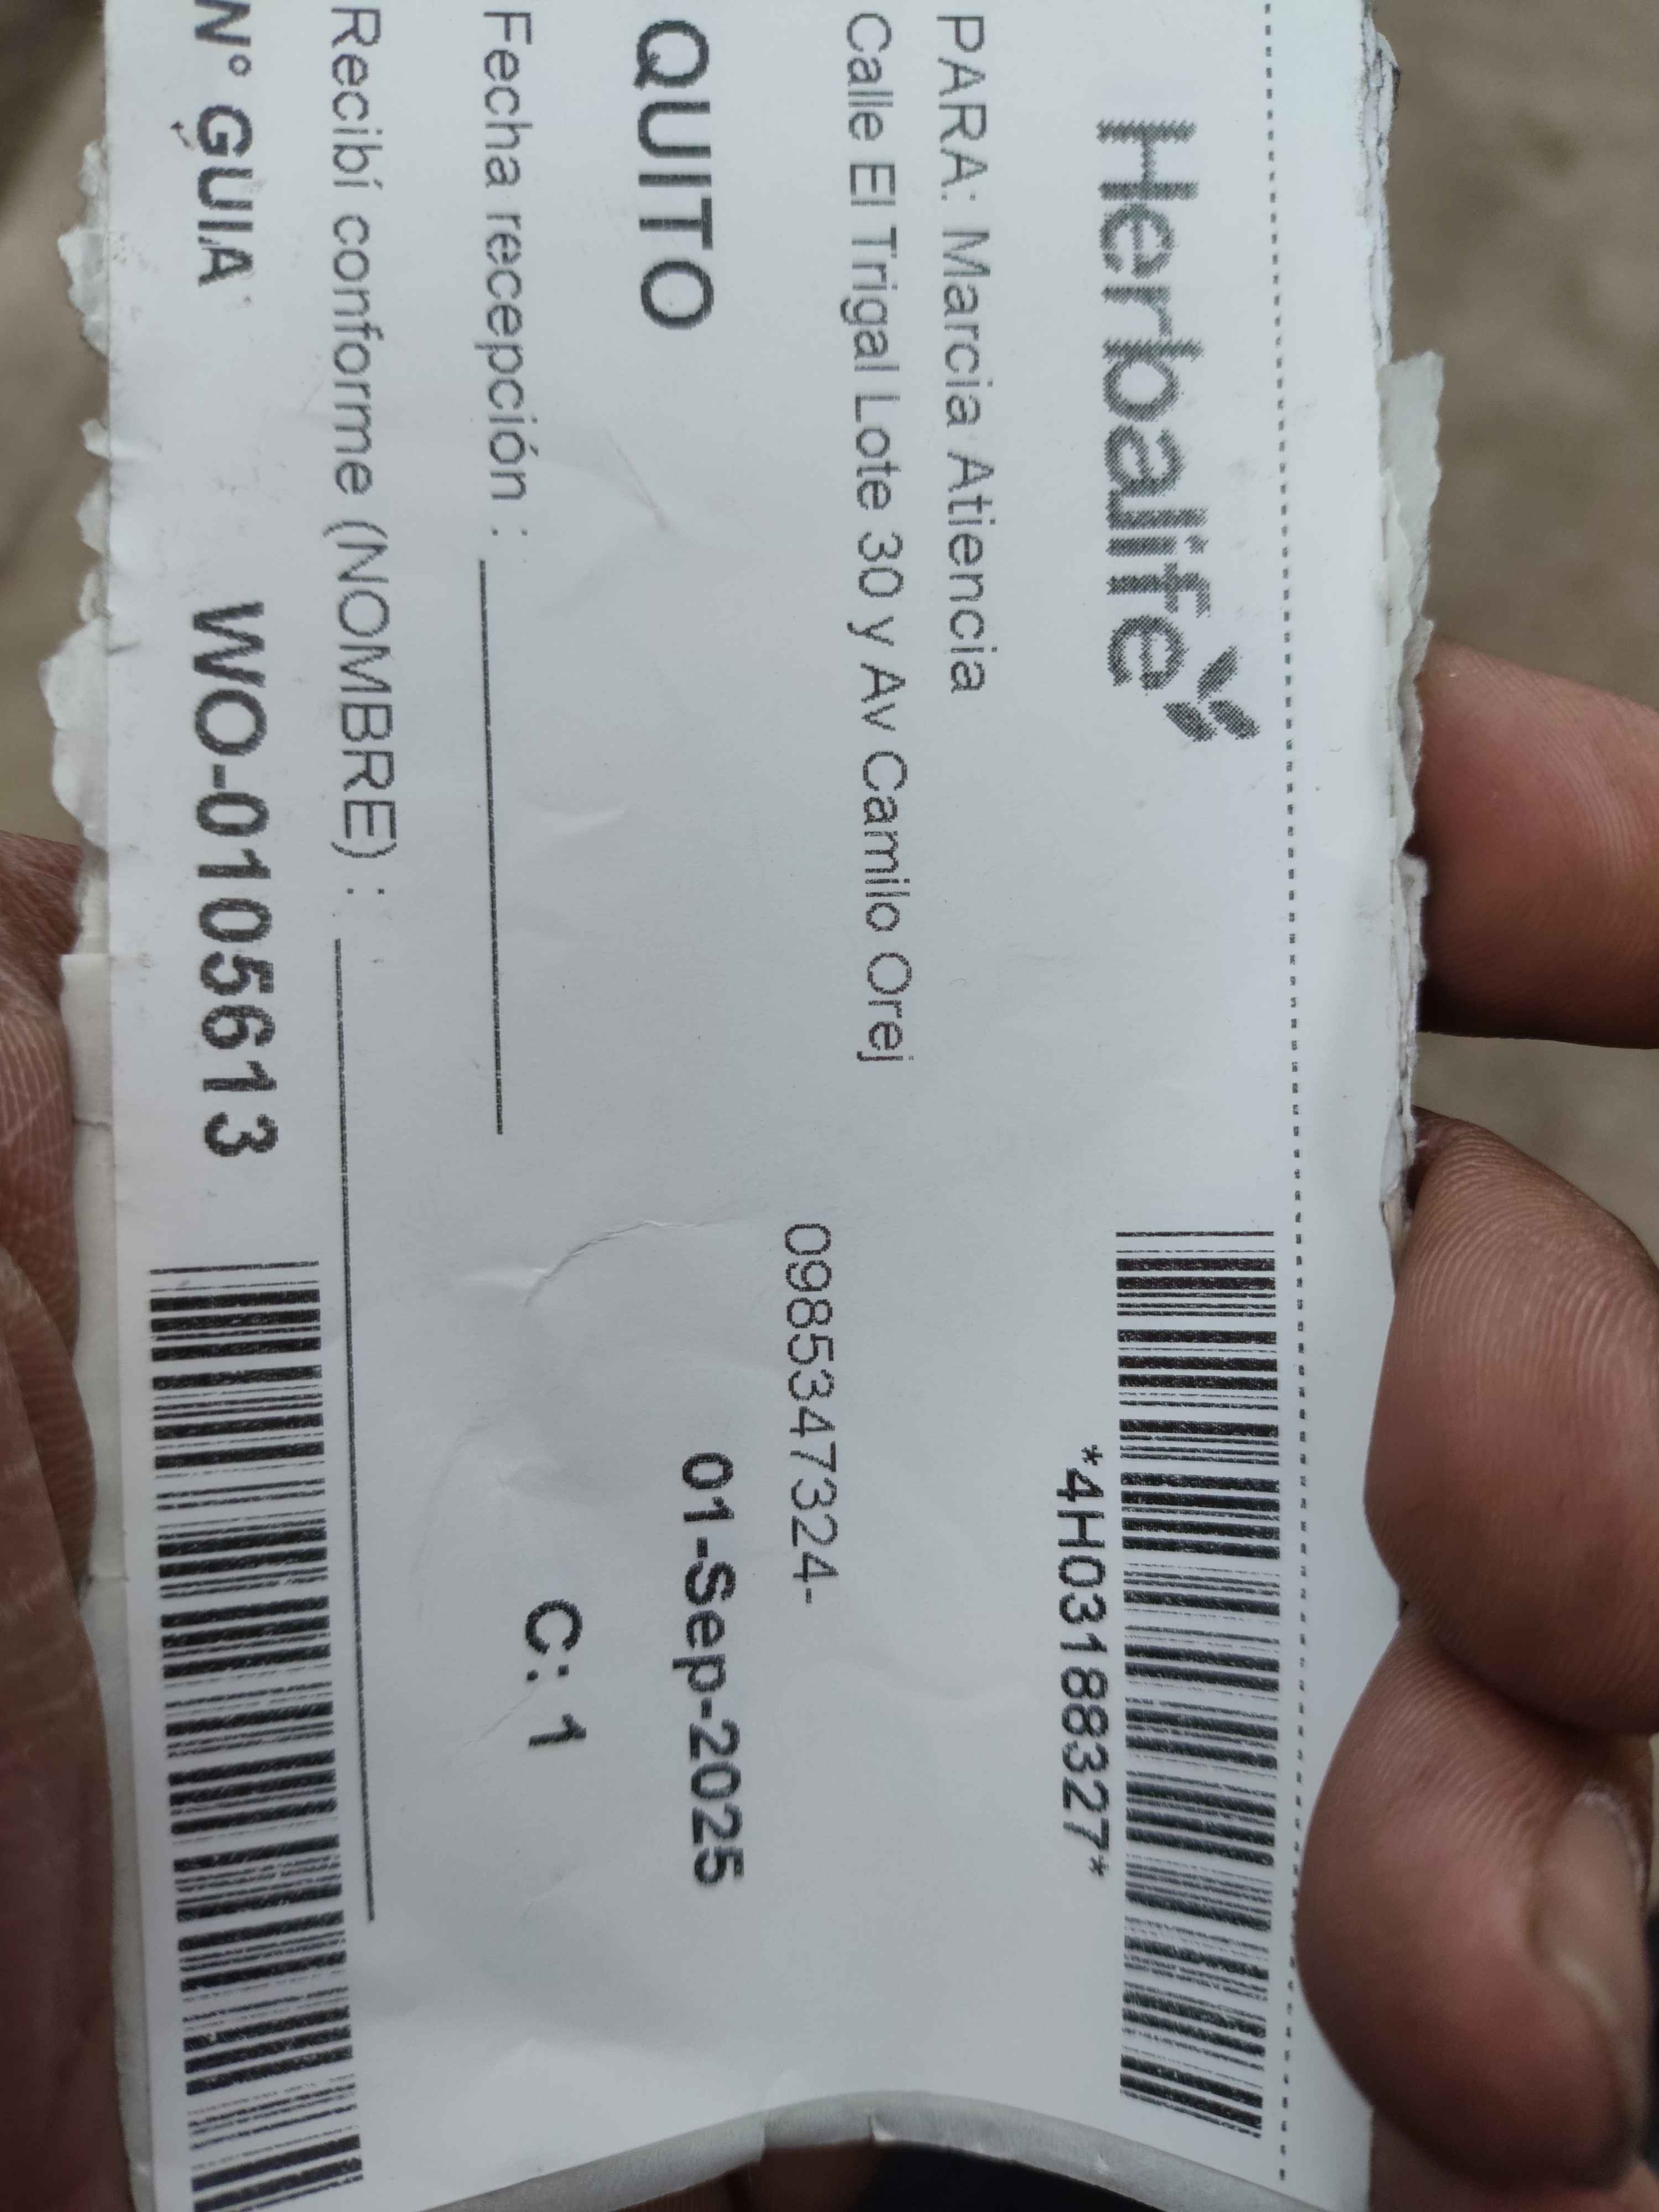 Herbalife
*4H03188327*
PARA: Marcia Atiencia
Calle El Trigal Lote 30 y Av Camilo Orej
0985347324-
QUITO
01-Sep-2025
Fecha recepción :
C: 1
Recibí conforme (NOMBRE) :
N° GUIA WO-0105613